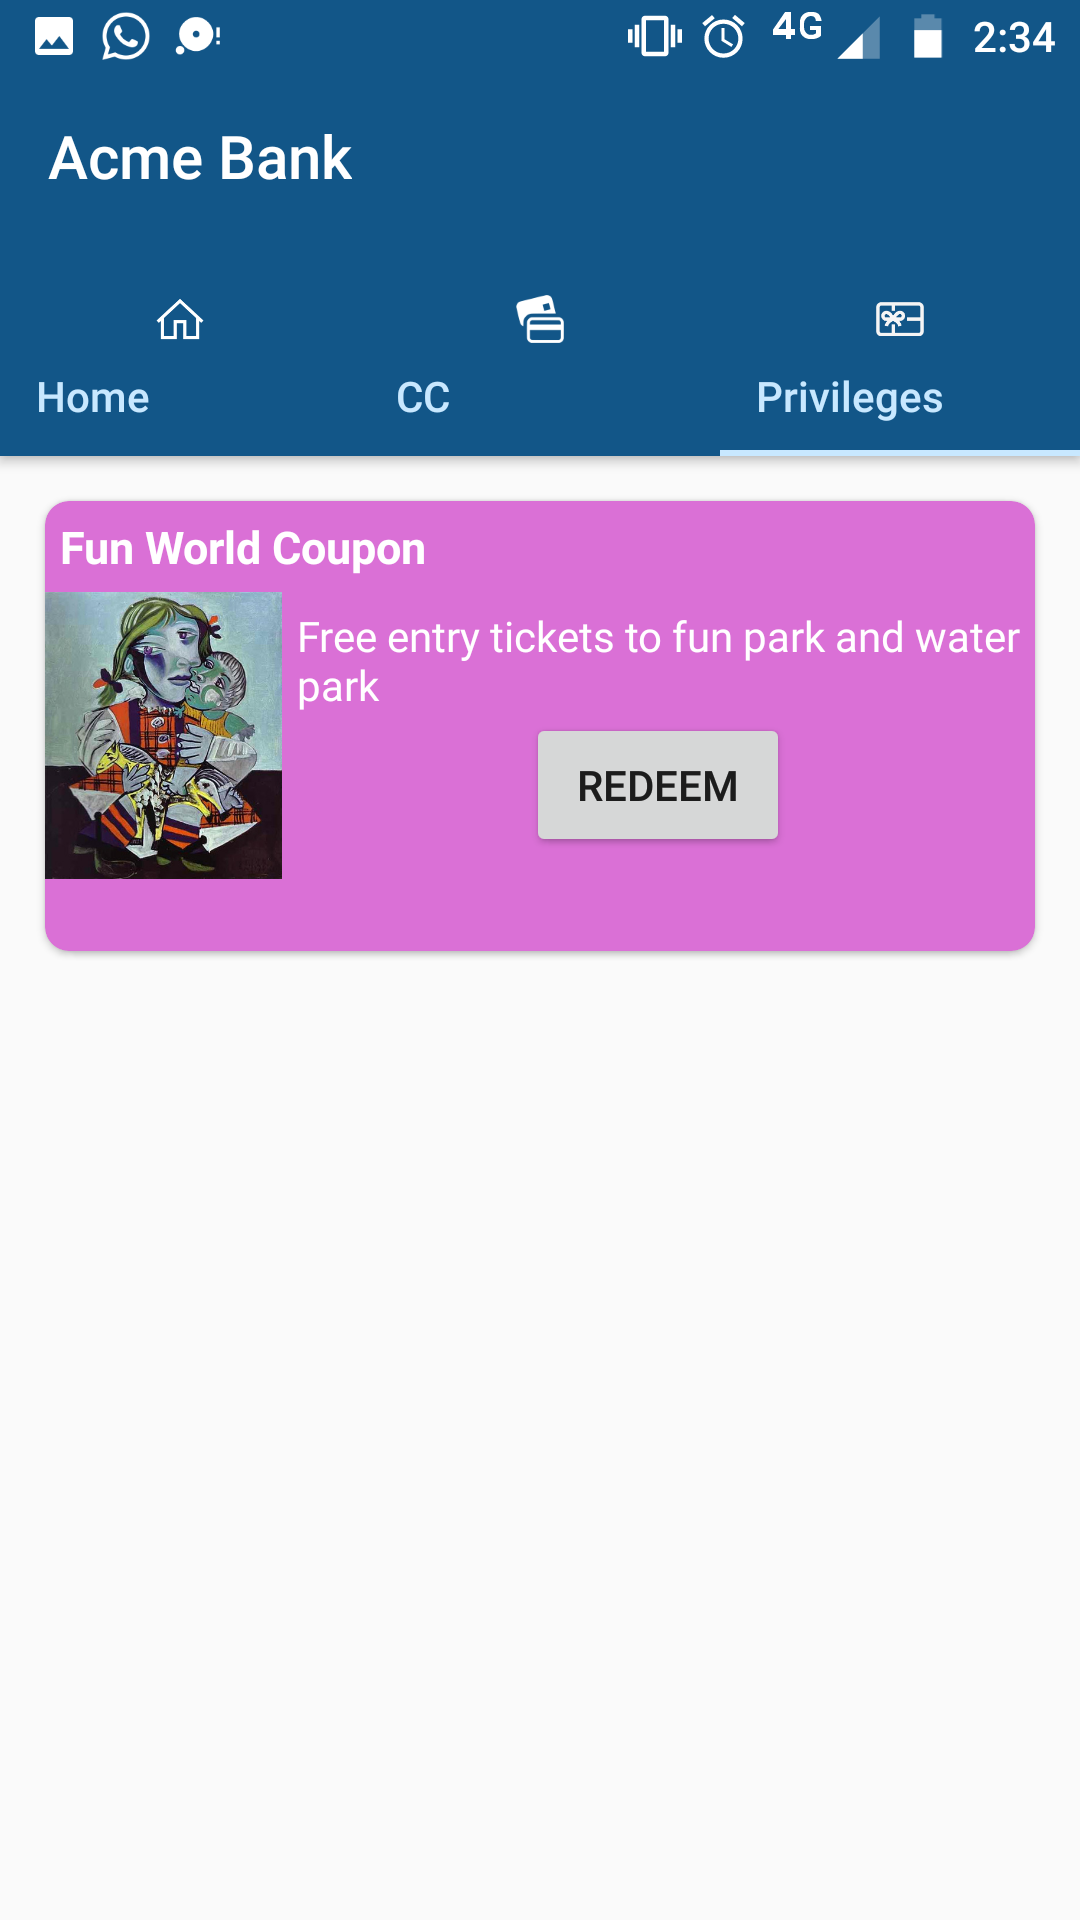 4G 2:34
Acme Bank
Home CC Privileges
Fun World Coupon
Free entry tickets to fun park and water
park
REDEEM